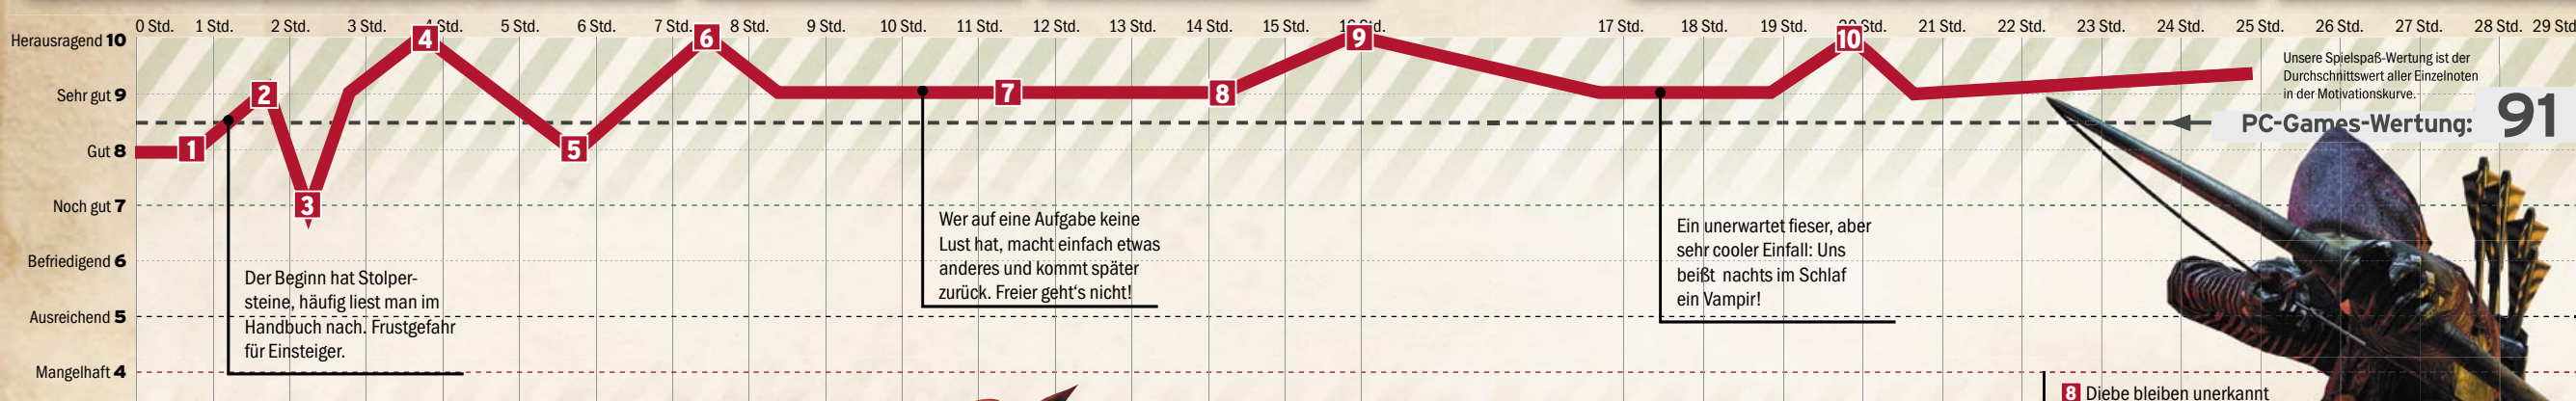 0 Std. 1 Std. 2 Std. 3 Std. 4 Std. 5 Std. 6 Std. 7 Std. 8 Std. 9 Std. 10 Std. 11 Std. 12 Std. 13 Std. 14 Std. 15 Std. 16 Std. 17 Std. 18 Std. 19 Std. 20 Std. 21 Std. 22 Std. 23 Std. 24 Std. 25 Std. 26 Std. 27 Std. 28 Std. 29 Std
Herausragend 10
Sehr gut 9
Gut 8
Noch gut 7
Befriedigend 6
Ausreichend 5
Mangelhaft 4
1
2
3
4
5
6
7
8
9
10
Der Beginn hat Stolper-
steine, häufig liest man im
Handbuch nach. Frustgefahr
für Einsteiger.
Wer auf eine Aufgabe keine
Lust hat, macht einfach etwas
anderes und kommt später
zurück. Freier geht's nicht!
Ein unerwartet fieser, aber
sehr cooler Einfall: Uns
beißt nachts im Schlaf
ein Vampir!
Unsere Spielspaß-Wertung ist der
Durchschnittswert aller Einzelnoten
in der Motivationskurve.
PC-Games-Wertung: 91
8 Diebe bleiben unerkannt